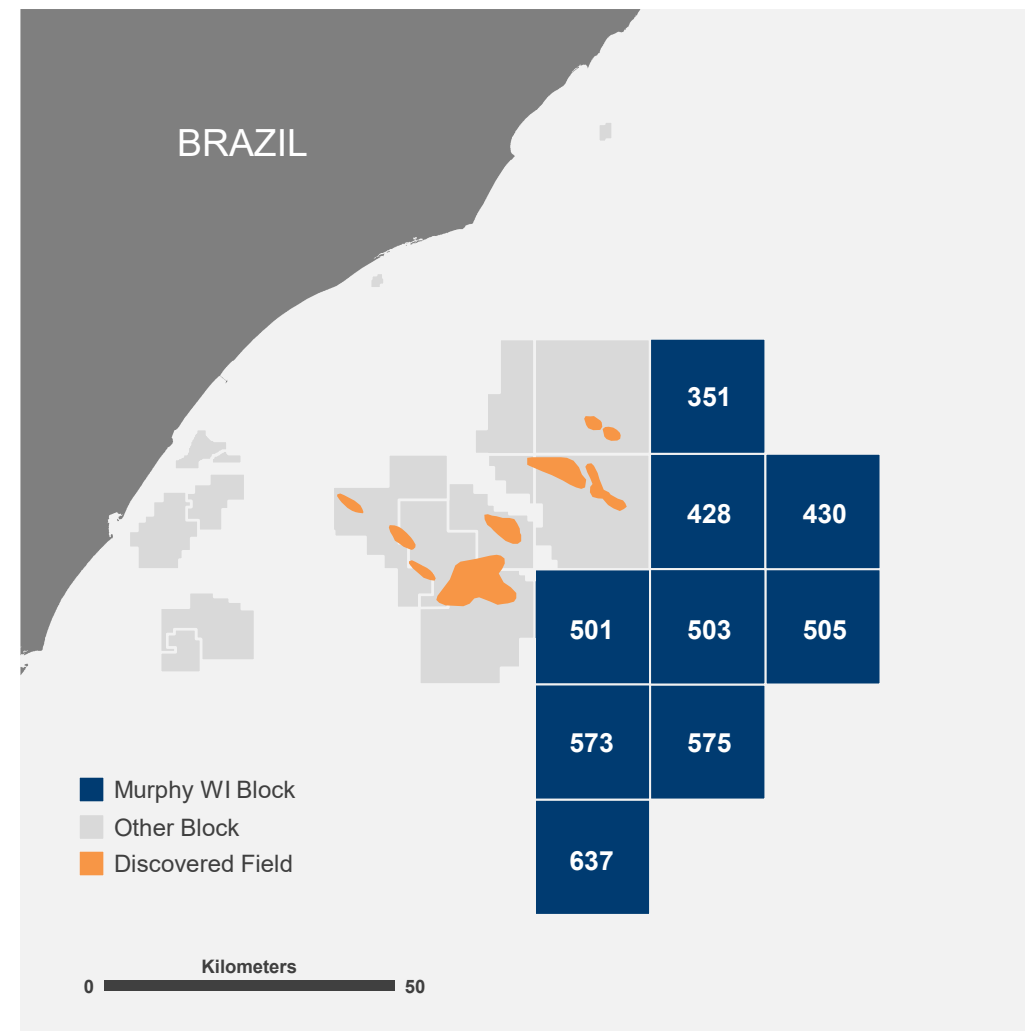 BRAZIL
351
428 430
501 503 505
573 575
Murphy WI Block
Other Block
Discovered Field
637
Kilometers
0 50